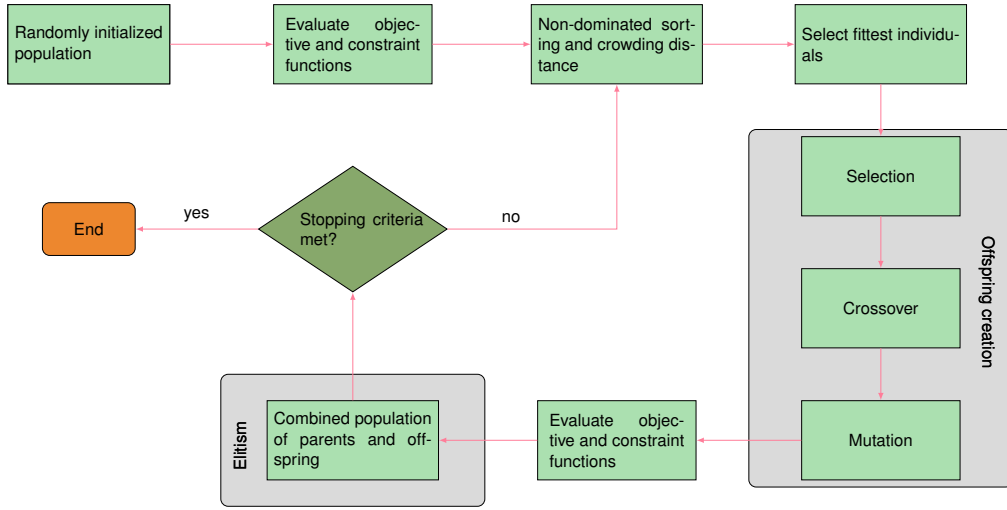 Randomly initialized
population
Evaluate objec-
tive and constraint
functions
Non-dominated sort-
ing and crowding dis-
tance
Select fittest individu-
als
Selection
Crossover
Mutation
Offspring creation
Evaluate objec-
tive and constraint
functions
Combined population
of parents and off-
spring
Elitism
Stopping criteria
met?
yes
no
End